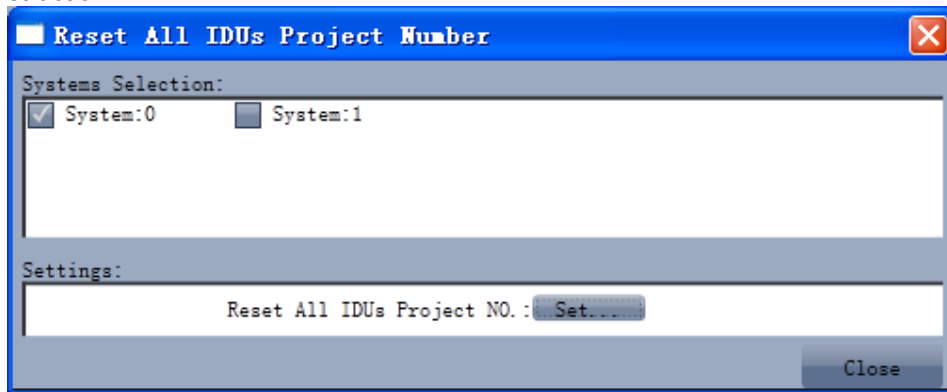 Reset All IDUs Project Number
Systems Selection:
System:0 System:1
Settings:
Reset All IDUs Project NO.: Set...
Close